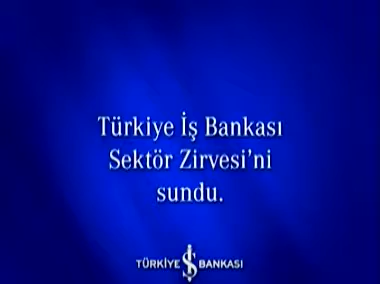 Türkiye İş Bankası
Sektör Zirvesi'ni
sundu.
TÜRKİYE İŞ BANKASI